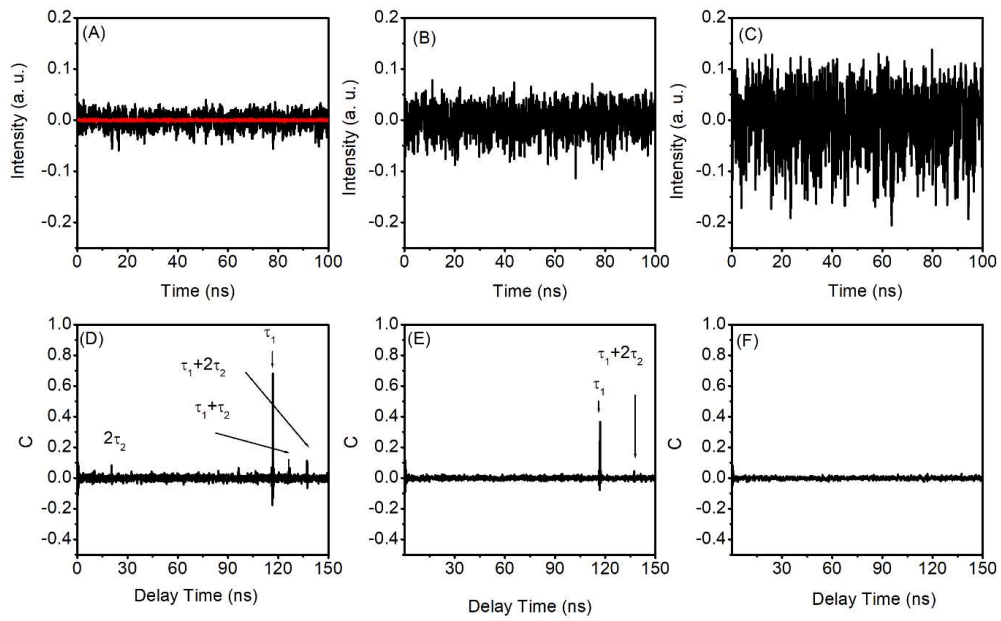 (A)
0.2
0.1
0.0
-0.1
-0.2
Intensity (a. u.)
0 20 40 60 80 100
Time (ns)
(B)
0.2
0.1
0.0
-0.1
-0.2
Intensity (a. u.)
0 20 40 60 80 100
Time (ns)
(C)
0.2
0.1
0.0
-0.1
-0.2
Intensity (a. u.)
0 20 40 60 80 100
Time (ns)
(D)
τ₁
τ₁+2τ₂
τ₁+τ₂
2τ₂
1.0
0.8
0.6
0.4
0.2
0.0
-0.2
-0.4
C
0 30 60 90 120 150
Delay Time (ns)
(E)
τ₁+2τ₂
τ₁
1.0
0.8
0.6
0.4
0.2
0.0
-0.2
-0.4
C
30 60 90 120 150
Delay Time (ns)
(F)
1.0
0.8
0.6
0.4
0.2
0.0
-0.2
-0.4
C
0 30 60 90 120 150
Delay Time (ns)